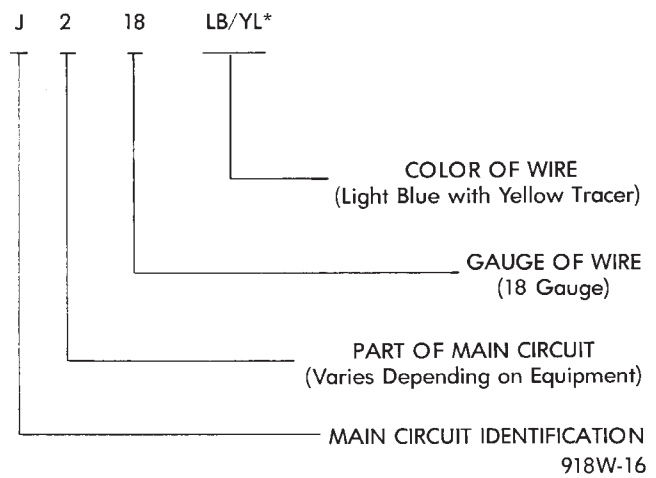 J 2 18 LB/YL*
COLOR OF WIRE
(Light Blue with Yellow Tracer)
GAUGE OF WIRE
(18 Gauge)
PART OF MAIN CIRCUIT
(Varies Depending on Equipment)
MAIN CIRCUIT IDENTIFICATION
918W-16